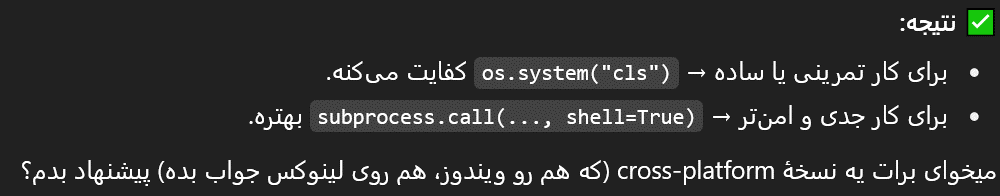 ✅ نتیجه:
• برای کار تمرینی یا ساده → os.system("cls") کفایت می‌کنه.
• برای کار جدی و امن‌تر → subprocess.call(..., shell=True) بهتره.
میخوای برات یه نسخهٔ cross-platform (که هم رو ویندوز، هم روی لینوکس جواب بده) پیشنهاد بدم؟